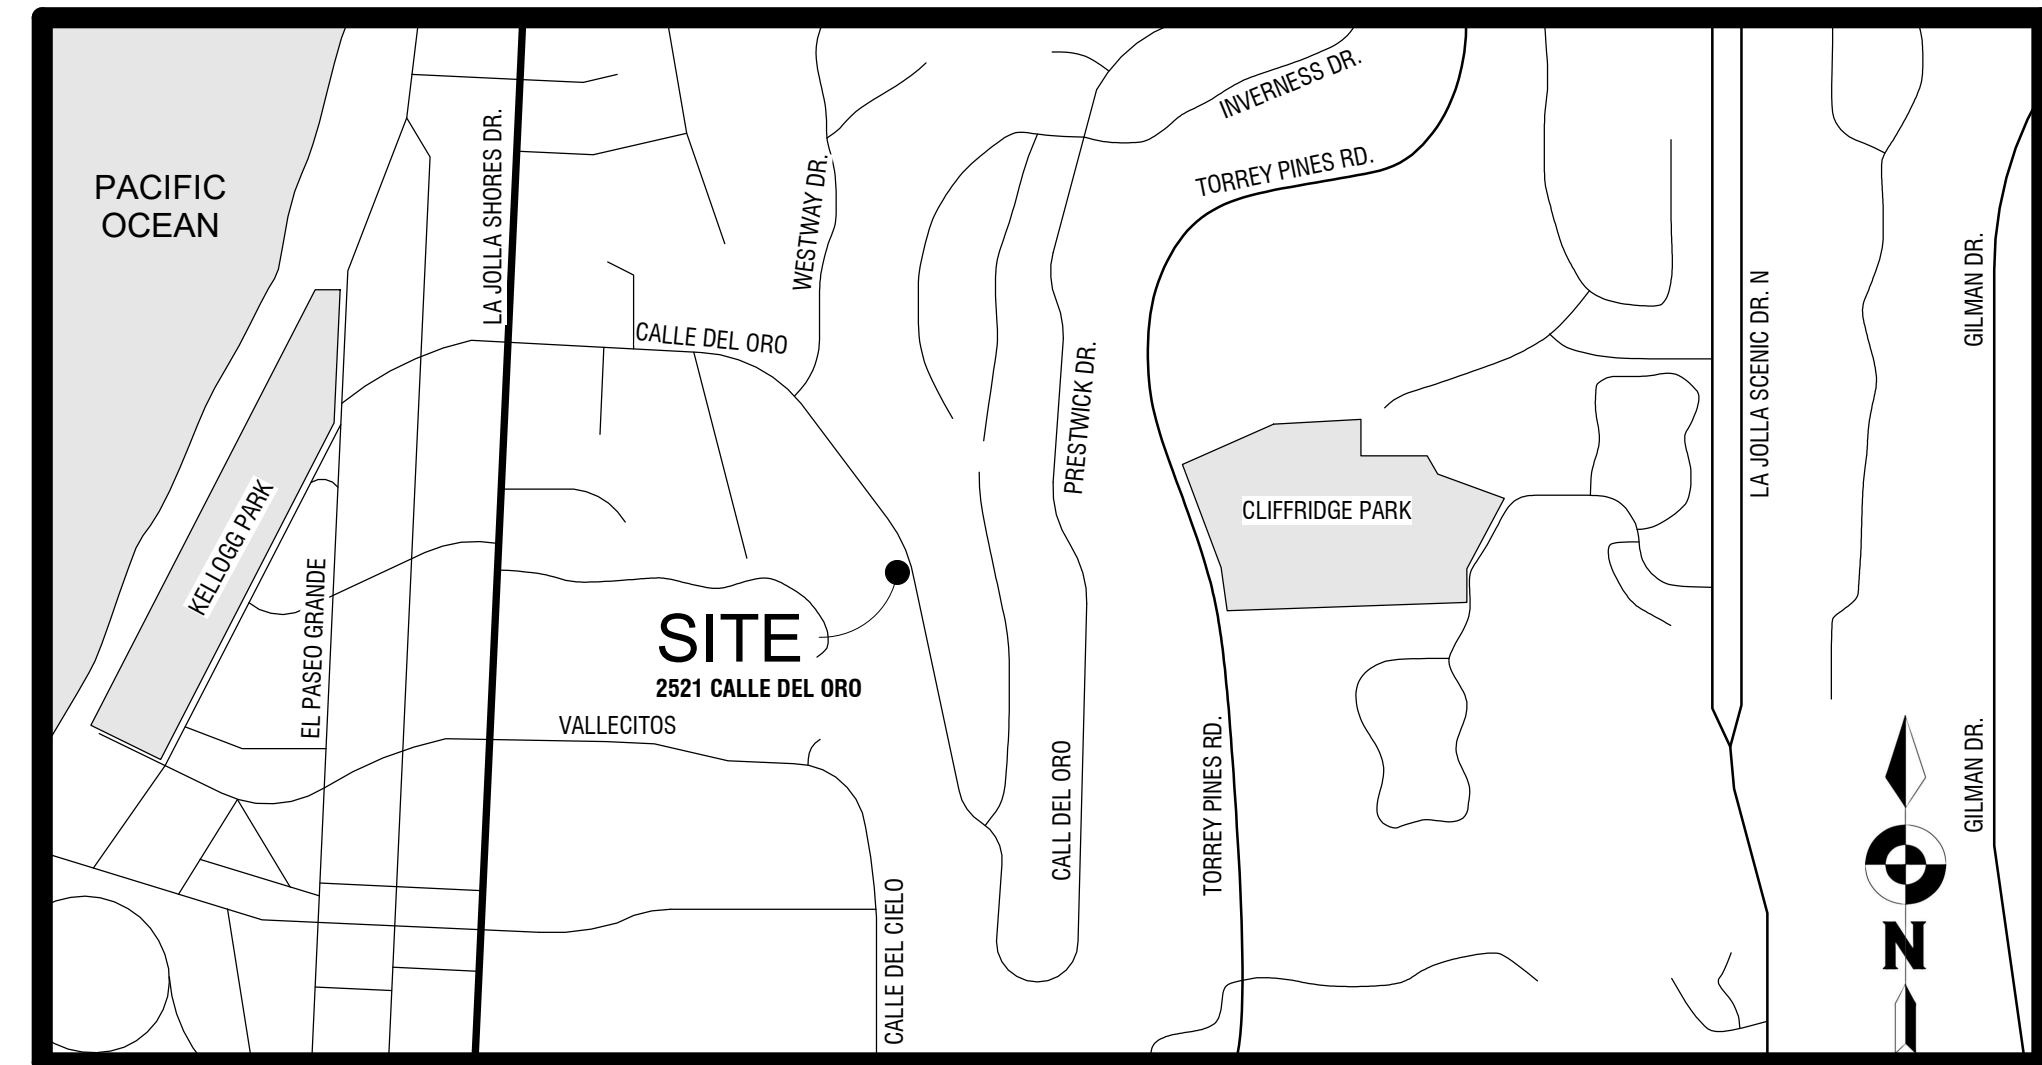 INVERNESS DR.
TORREY PINES RD.
PACIFIC
OCEAN
LA JOLLA SHORES DR.
WESTWAY DR.
GILMAN DR.
LA JOLLA SCENIC DR. N
CALLE DEL ORO
PRESTWICK DR.
CLIFFRIDGE PARK
KELLOGG PARK
EL PASEO GRANDE
SITE
2521 CALLE DEL ORO
VALLECITOS
CALL DEL ORO
TORREY PINES RD.
GILMAN DR.
CALLE DEL CIELO
N